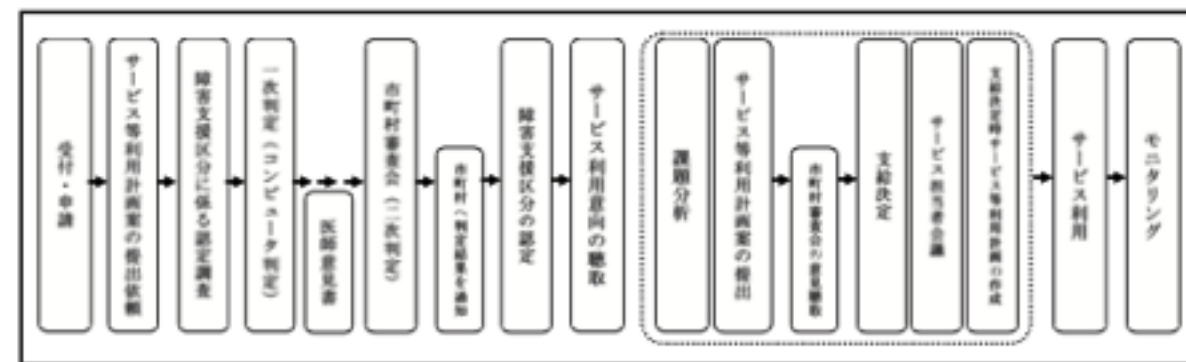 受付・申請
サービス等利用計画案の提出依頼
障害支援区分に係る認定調査
一次判定（コンピュータ判定）
医師意見書
市町村審査会（二次判定）
市町村へ判定結果を通知
障害支援区分の認定
サービス利用意向の聴取
課題分析
サービス等利用計画案の提出
市町村審査会の意見聴取
支給決定
サービス担当者会議
支給決定時サービス等利用計画の作成
サービス利用
モニタリング